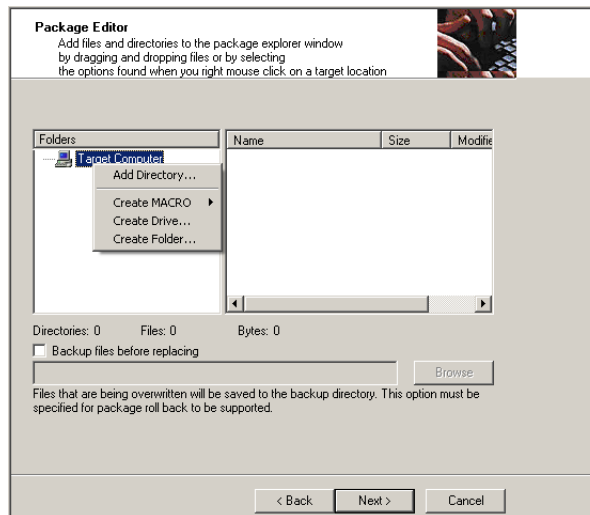 Package Editor
Add files and directories to the package explorer window
by dragging and dropping files or by selecting
the options found when you right mouse click on a target location
Folders
Name Size Modifie
Target Computer
Add Directory...
Create MACRO
Create Drive...
Create Folder...
Directories: 0 Files: 0 Bytes: 0
Backup files before replacing
Browse
Files that are being overwritten will be saved to the backup directory. This option must be
specified for package roll back to be supported.
< Back Next > Cancel